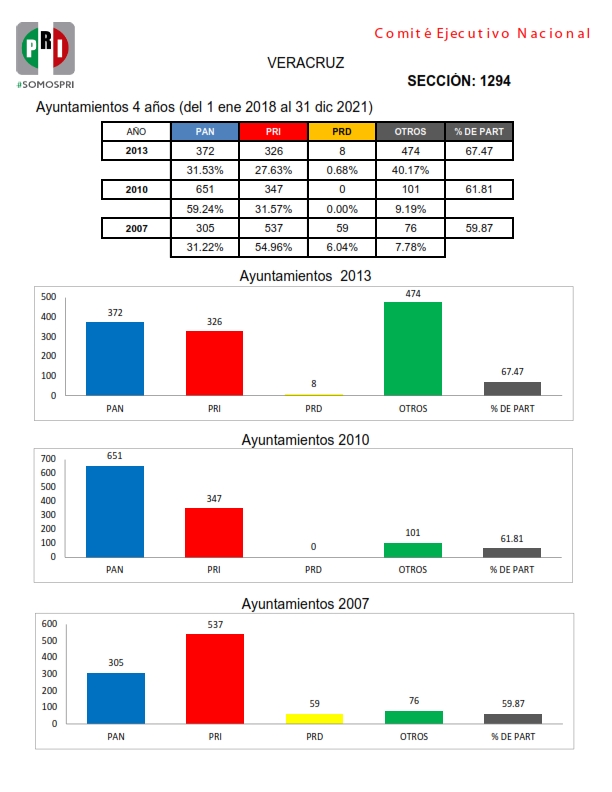 Comité Ejecutivo Nacional
PRI
#SOMOSPRI
VERACRUZ
SECCIÓN: 1294
Ayuntamientos 4 años (del 1 ene 2018 al 31 dic 2021)
AÑO PAN PRI PRD OTROS % DE PART
2013 372 326 8 474 67.47
31.53% 27.63% 0.68% 40.17%
2010 651 347 0 101 61.81
59.24% 31.57% 0.00% 9.19%
2007 305 537 59 76 59.87
31.22% 54.96% 6.04% 7.78%
Ayuntamientos 2013
500
400
300
200
100
0
372 326 8 474 67.47
PAN PRI PRD OTROS % DE PART
Ayuntamientos 2010
700
600
500
400
300
200
100
0
651 347 0 101 61.81
PAN PRI PRD OTROS % DE PART
Ayuntamientos 2007
600
500
400
300
200
100
0
305 537 59 76 59.87
PAN PRI PRD OTROS % DE PART